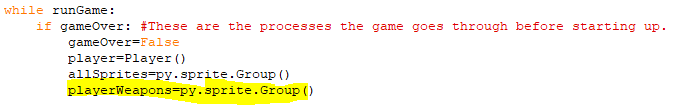 while runGame:
    if gameOver: #These are the processes the game goes through before starting up.
        gameOver=False
        player=Player()
        allSprites=py.sprite.Group()
        playerWeapons=py.sprite.Group()